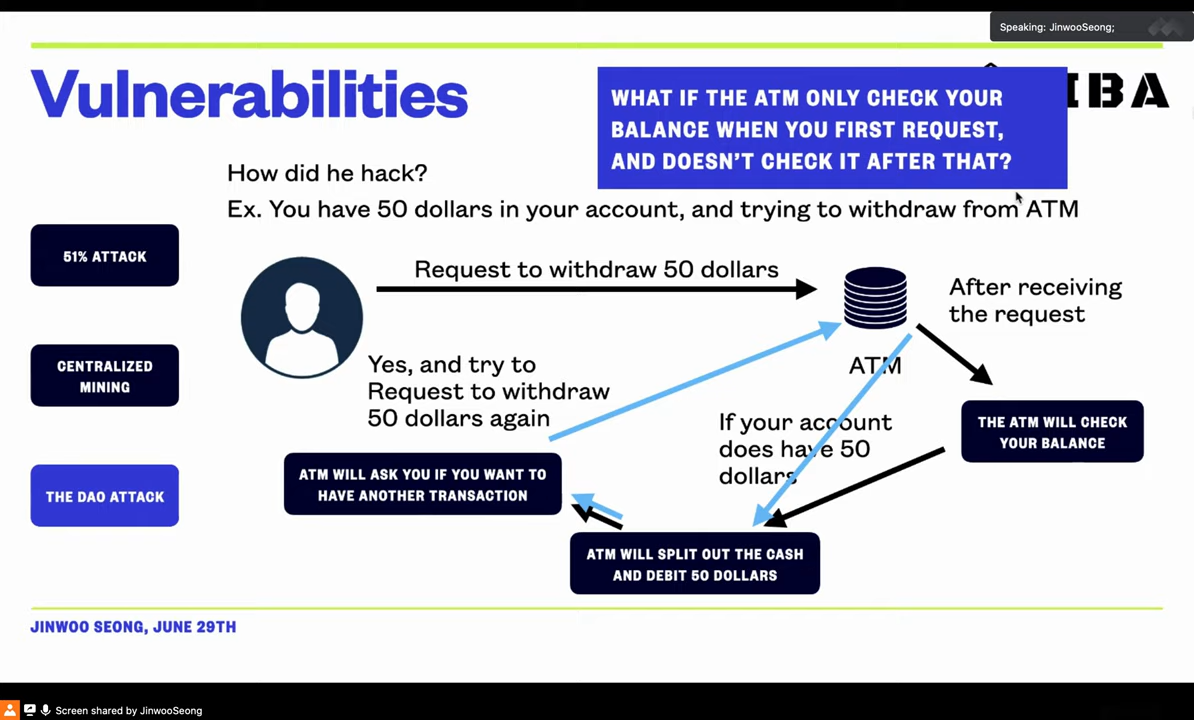 Speaking: JinwooSeong;
Vulnerabilities
WHAT IF THE ATM ONLY CHECK YOUR
BALANCE WHEN YOU FIRST REQUEST,
AND DOESN'T CHECK IT AFTER THAT?
IBA
How did he hack?
Ex. You have 50 dollars in your account, and trying to withdraw from ATM
51% ATTACK
CENTRALIZED
MINING
THE DAO ATTACK
Request to withdraw 50 dollars
After receiving
the request
ATM
Yes, and try to
Request to withdraw
50 dollars again
If your account
does have 50
dollars
THE ATM WILL CHECK
YOUR BALANCE
ATM WILL ASK YOU IF YOU WANT TO
HAVE ANOTHER TRANSACTION
ATM WILL SPLIT OUT THE CASH
AND DEBIT 50 DOLLARS
JINWOO SEONG, JUNE 29TH
Screen shared by JinwooSeong